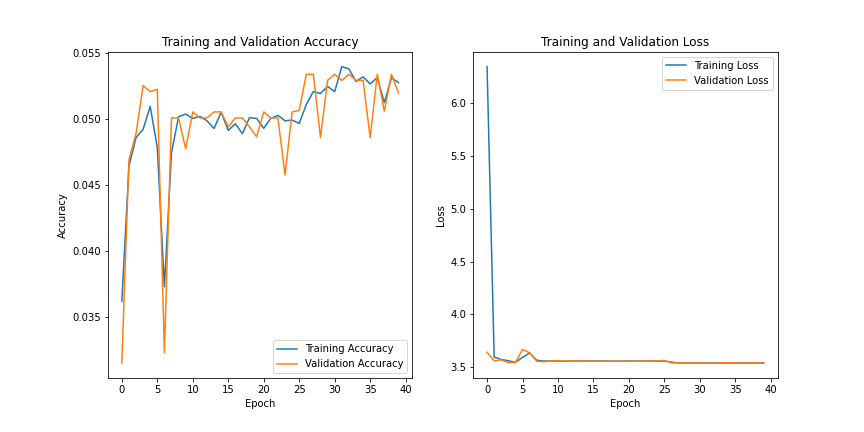 Training and Validation Accuracy
0.055
0.050
0.045
0.040
0.035
Accuracy
0 5 10 15 20 25 30 35 40
Epoch
Training Accuracy
Validation Accuracy
Training and Validation Loss
6.0
5.5
5.0
4.5
4.0
3.5
Loss
0 5 10 15 20 25 30 35 40
Epoch
Training Loss
Validation Loss